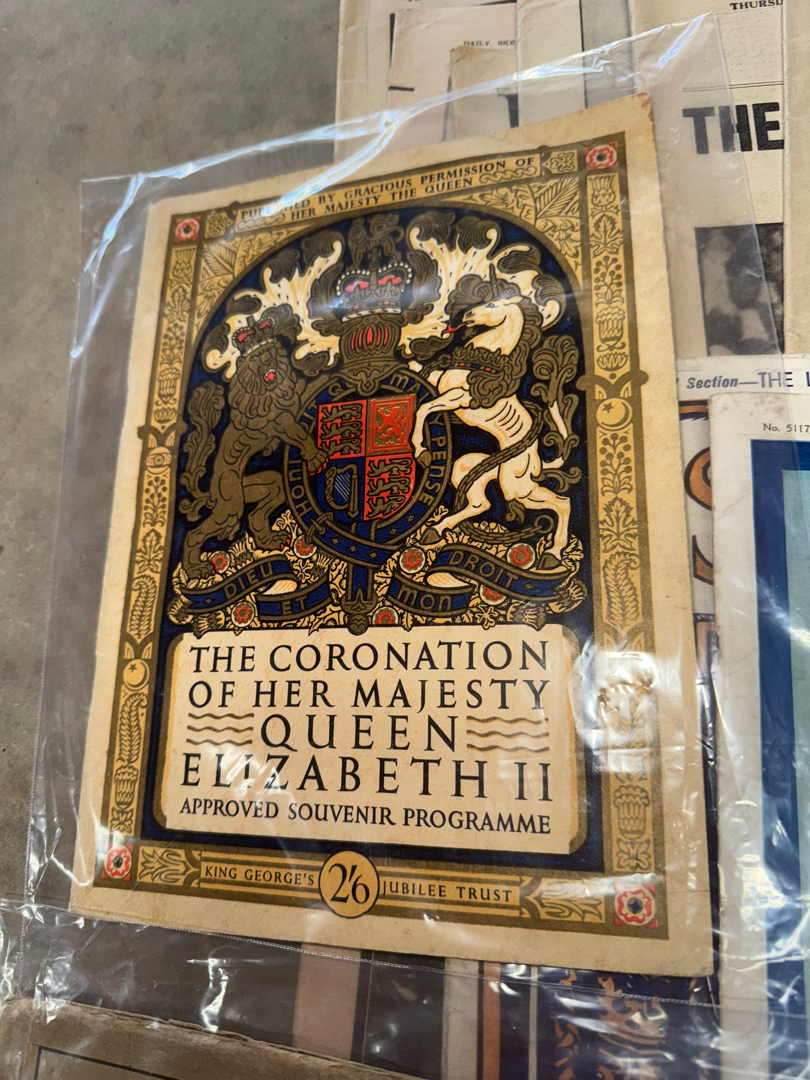 THURSD
DAILY SKE
THE
PUBLISHED BY GRACIOUS PERMISSION OF
HER MAJESTY THE QUEEN
HONI
QUI
MAL
PENSE
Section—THE
No. 5117
DIEU
ET
MON
DROIT
THE CORONATION
OF HER MAJESTY
QUEEN
ELIZABETH II
APPROVED SOUVENIR PROGRAMME
KING GEORGE'S
2/6
JUBILEE TRUST